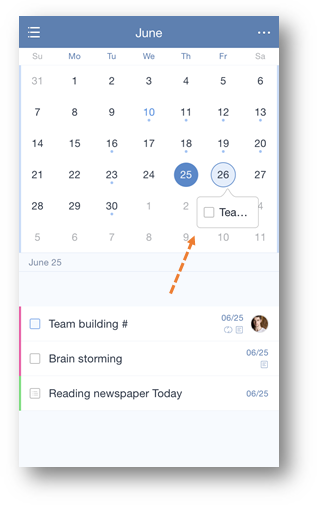 June
Su Mo Tu We Th Fr Sa
31 1 2 3 4 5 6
7 8 9 10 11 12 13
14 15 16 17 18 19 20
21 22 23 24 25 26 27
28 29 30 1 2 4
Tea...
5 6 7 8 9 10 11
June 25
Team building # 06/25
Brain storming 06/25
Reading newspaper Today 06/25